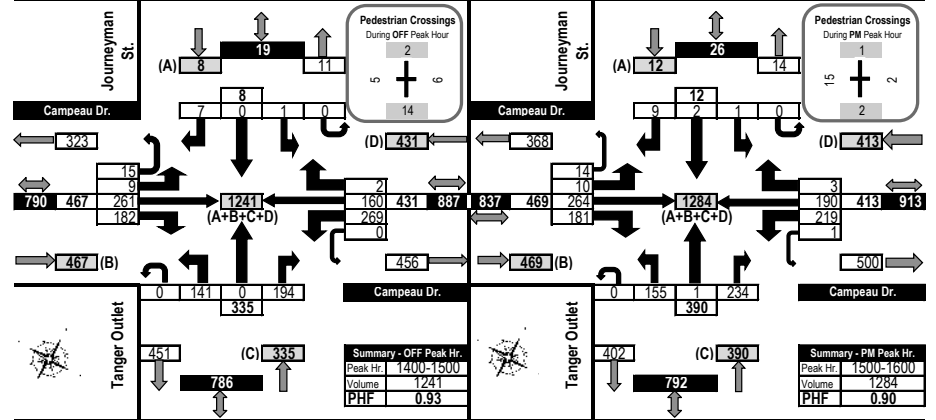 Journeyman St.
Pedestrian Crossings
During OFF Peak Hour
2
5
6
14
19
(A) 8
11
8
7 0 1 0
Campeau Dr.
323
(D) 431
15
9
261
182
790 467
1241
(A+B+C+D)
2
160
269
0
431 887
467 (B)
456
0 141 0 194
335
Campeau Dr.
Tanger Outlet
451
(C) 335
786
Summary - OFF Peak Hr.
Peak Hr. 1400-1500
Volume 1241
PHF 0.93
Journeyman St.
Pedestrian Crossings
During PM Peak Hour
1
15
2
2
26
(A) 12
14
12
9 2 1 0
Campeau Dr.
368
(D) 413
14
10
264
181
837 469
1284
(A+B+C+D)
3
190
219
1
413 913
469 (B)
500
0 155 1 234
390
Campeau Dr.
Tanger Outlet
402
(C) 390
792
Summary - PM Peak Hr.
Peak Hr. 1500-1600
Volume 1284
PHF 0.90